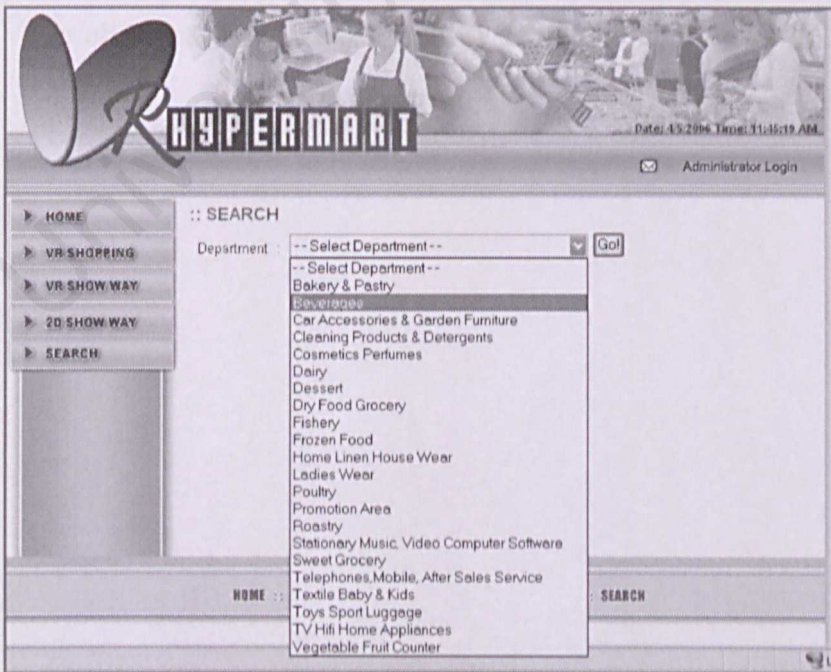 R HYPERMART
Date: 4/5/2006 Time: 11:45:19 AM
Administrator Login
HOME
VR SHOPPING
VR SHOW WAY
2D SHOW WAY
SEARCH
:: SEARCH
Department : -- Select Department -- Go!
-- Select Department --
Bakery & Pastry
Beverages
Car Accessories & Garden Furniture
Cleaning Products & Detergents
Cosmetics Perfumes
Dairy
Dessert
Dry Food Grocery
Fishery
Frozen Food
Home Linen House Wear
Ladies Wear
Poultry
Promotion Area
Roastry
Stationary Music, Video Computer Software
Sweet Grocery
Telephones,Mobile, After Sales Service
Textile Baby & Kids
Toys Sport Luggage
TV Hifi Home Appliances
Vegetable Fruit Counter
HOME :: : SEARCH